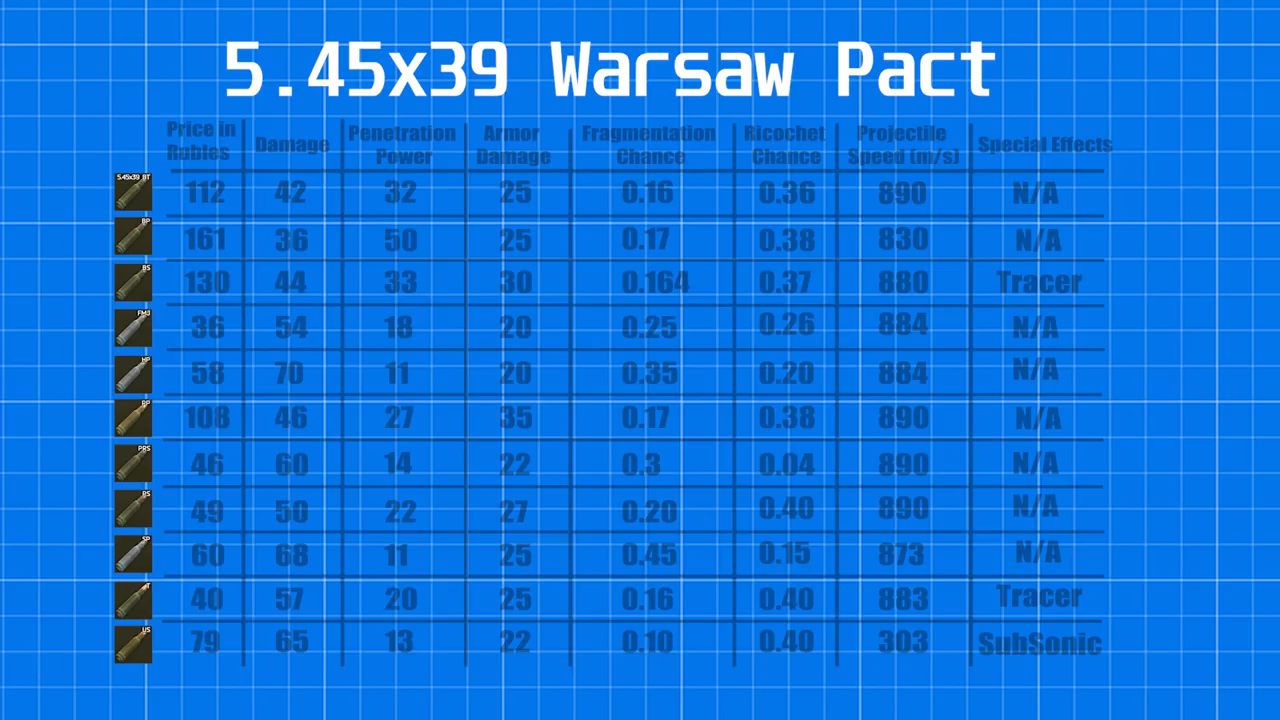 5.45x39 Warsaw Pact
Price in Rubles Damage Penetration Power Armor Damage Fragmentation Chance Ricochet Chance Projectile Speed (m/s) Special Effects
5.45x39 BT 112 42 32 25 0.16 0.36 890 N/A
BP 161 36 50 25 0.17 0.38 830 N/A
BS 130 44 33 30 0.164 0.37 880 Tracer
FMJ 36 54 18 20 0.25 0.26 884 N/A
HP 58 70 11 20 0.35 0.20 884 N/A
PP 108 46 27 35 0.17 0.38 890 N/A
PRS 46 60 14 22 0.3 0.04 890 N/A
PS 49 50 22 27 0.20 0.40 890 N/A
SP 60 68 11 25 0.45 0.15 873 N/A
T 40 57 20 25 0.16 0.40 883 Tracer
US 79 65 13 22 0.10 0.40 303 SubSonic